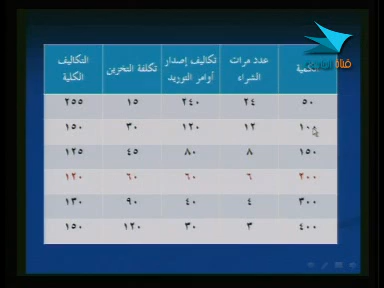 الكمية عدد مرات الشراء تكاليف إصدار أوامر التوريد تكلفة التخزين التكاليف الكلية
٥٠ ٢٤ ٢٤٠ ١٥ ٢٥٥
١٠٠ ١٢ ١٢٠ ٣٠ ١٥٠
١٥٠ ٨ ٨٠ ٤٥ ١٢٥
٢٠٠ ٦ ٦٠ ٦٠ ١٢٠
٣٠٠ ٤ ٤٠ ٩٠ ١٣٠
٤٠٠ ٣ ٣٠ ١٢٠ ١٥٠